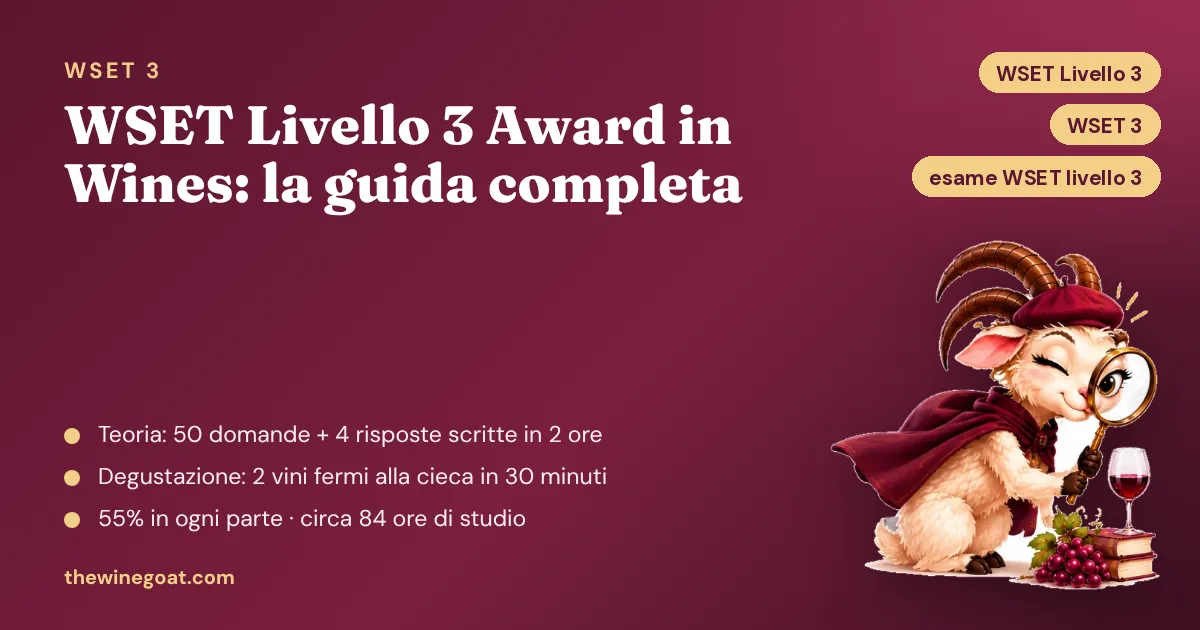 WSET 3
WSET Livello 3 Award in
Wines: la guida completa
WSET Livello 3
WSET 3
esame WSET livello 3
Teoria: 50 domande + 4 risposte scritte in 2 ore
Degustazione: 2 vini fermi alla cieca in 30 minuti
55% in ogni parte · circa 84 ore di studio
thewinegoat.com